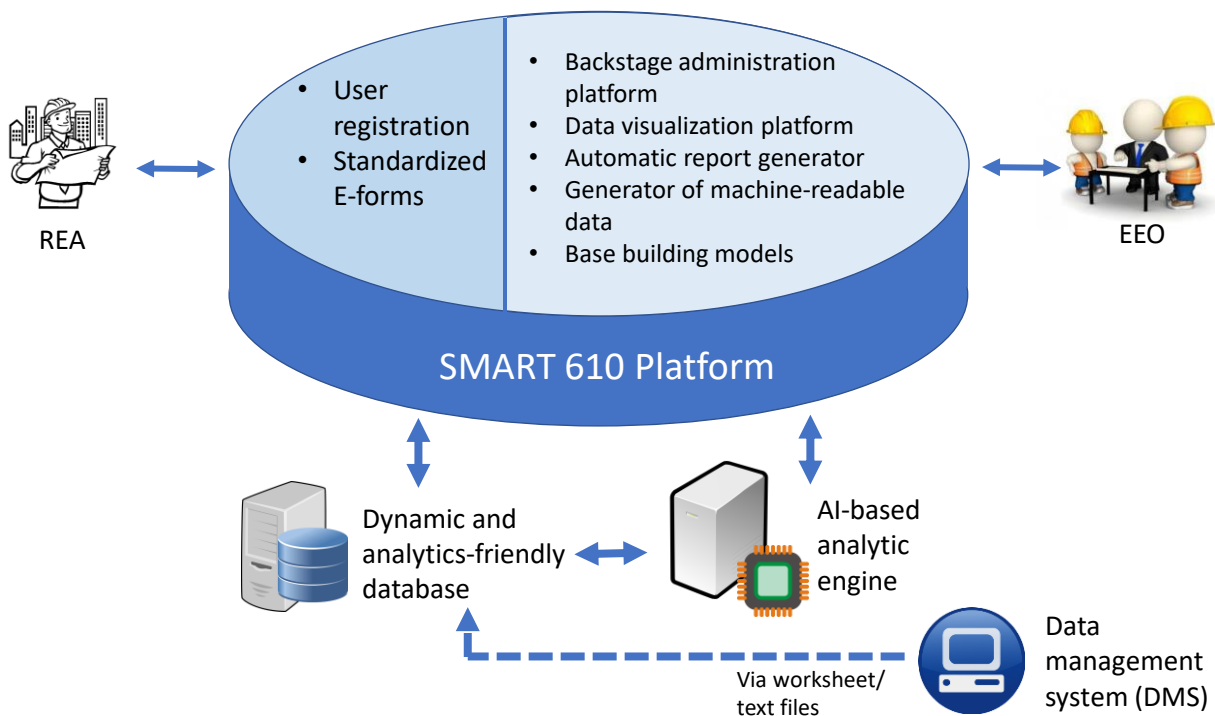 • User
registration
• Standardized
E-forms
• Backstage administration
platform
• Data visualization platform
• Automatic report generator
• Generator of machine-readable
data
• Base building models
REA
EEO
SMART 610 Platform
Dynamic and
analytics-friendly
database
AI-based
analytic
engine
Via worksheet/
text files
Data
management
system (DMS)